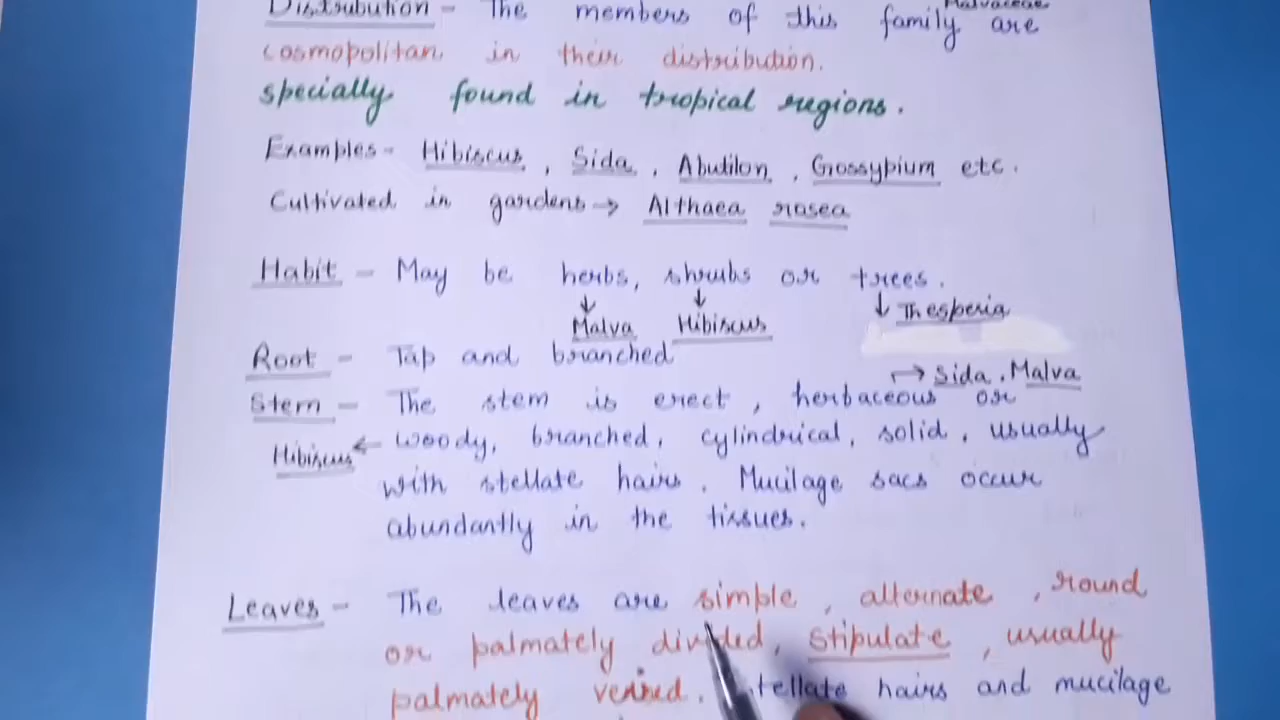 Malvaceae
Distribution - The members of this family are
cosmopolitan in their distribution.
specially found in tropical regions.
Examples - Hibiscus, Sida, Abutilon, Gossypium etc.
Cultivated in gardens → Althaea rosea
Habit - May be herbs, shrubs or trees.
↓ ↓ ↓ Thesperia
Malva Hibiscus
Root - Tap and branched
→ Sida, Malva
Stem - The stem is erect, herbaceous or
Hibiscus ← woody, branched, cylindrical, solid, usually
with stellate hairs. Mucilage sacs occur
abundantly in the tissues.
Leaves - The leaves are simple, alternate, round
or palmately divided, stipulate, usually
palmately veined. stellate hairs and mucilage